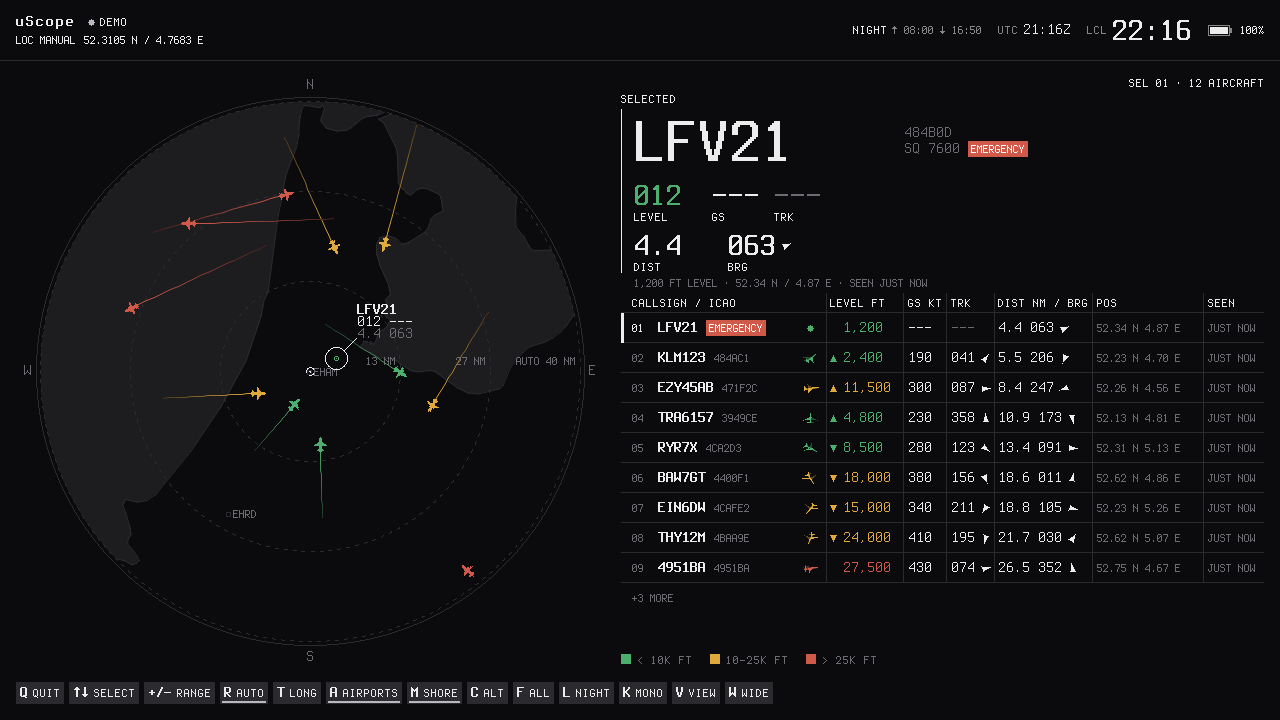 uScope DEMO
LOC MANUAL 52.3105 N / 4.7683 E
NIGHT ↑ 08:00 ↓ 16:50 UTC 21:16Z LCL 22:16 100%
SEL 01 · 12 AIRCRAFT
SELECTED
LFV21
484B0D
SQ 7600 EMERGENCY
012 --- ---
LEVEL GS TRK
4.4 063
DIST BRG
1,200 FT LEVEL · 52.34 N / 4.87 E · SEEN JUST NOW
CALLSIGN / ICAO LEVEL FT GS KT TRK DIST NM / BRG POS SEEN
01 LFV21 EMERGENCY 1,200 --- --- 4.4 063 52.34 N 4.87 E JUST NOW
02 KLM123 484AC1 ▲ 2,400 190 041 5.5 206 52.23 N 4.70 E JUST NOW
03 EZY45AB 471F2C ▲ 11,500 300 087 8.4 247 52.26 N 4.56 E JUST NOW
04 TRA6157 3949CE ▲ 4,800 230 358 10.9 173 52.13 N 4.81 E JUST NOW
05 RYR7X 4CA2D3 ▼ 8,500 280 123 13.4 091 52.31 N 5.13 E JUST NOW
06 BAW7GT 4400F1 ▼ 18,000 380 156 18.6 011 52.62 N 4.86 E JUST NOW
07 EIN6DW 4CAFE2 ▼ 15,000 340 211 18.8 105 52.23 N 5.26 E JUST NOW
08 THY12M 4BAA9E ▼ 24,000 410 195 21.7 030 52.62 N 5.07 E JUST NOW
09 4951BA 4951BA 27,500 430 074 26.5 352 52.75 N 4.67 E JUST NOW
+3 MORE
< 10K FT 10-25K FT > 25K FT
N
W
E
S
LFV21
012 ---
4.4 063
13 NM 27 NM AUTO 40 NM
EHAM
EHRD
Q QUIT ↑↓ SELECT +/- RANGE R AUTO T LONG A AIRPORTS M SHORE C ALT F ALL L NIGHT K MONO V VIEW W WIDE